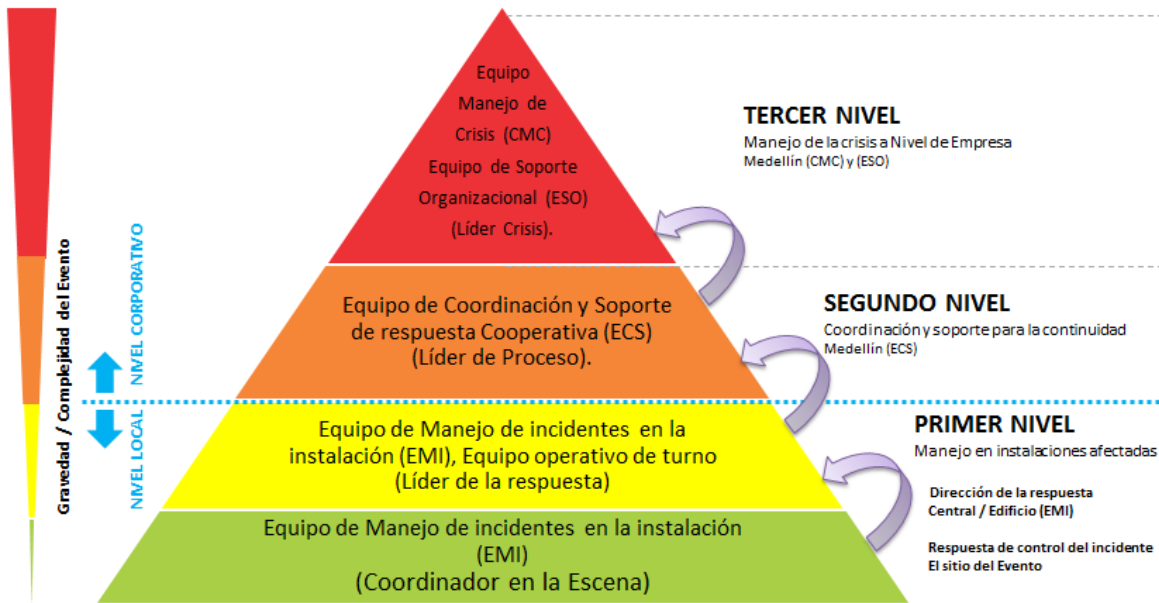 Gravedad / Complejidad del Evento
NIVEL CORPORATIVO
NIVEL LOCAL
Equipo
Manejo de
Crisis (CMC)
Equipo de Soporte
Organizacional (ESO)
(Líder Crisis).
TERCER NIVEL
Manejo de la crisis a Nivel de Empresa
Medellín (CMC) y (ESO)
Equipo de Coordinación y Soporte
de respuesta Cooperativa (ECS)
(Líder de Proceso).
SEGUNDO NIVEL
Coordinación y soporte para la continuidad
Medellín (ECS)
Equipo de Manejo de incidentes en la
instalación (EMI), Equipo operativo de turno
(Líder de la respuesta)
PRIMER NIVEL
Manejo en instalaciones afectadas
Dirección de la respuesta
Central / Edificio (EMI)
Equipo de Manejo de incidentes en la instalación
(EMI)
(Coordinador en la Escena)
Respuesta de control del incidente
El sitio del Evento